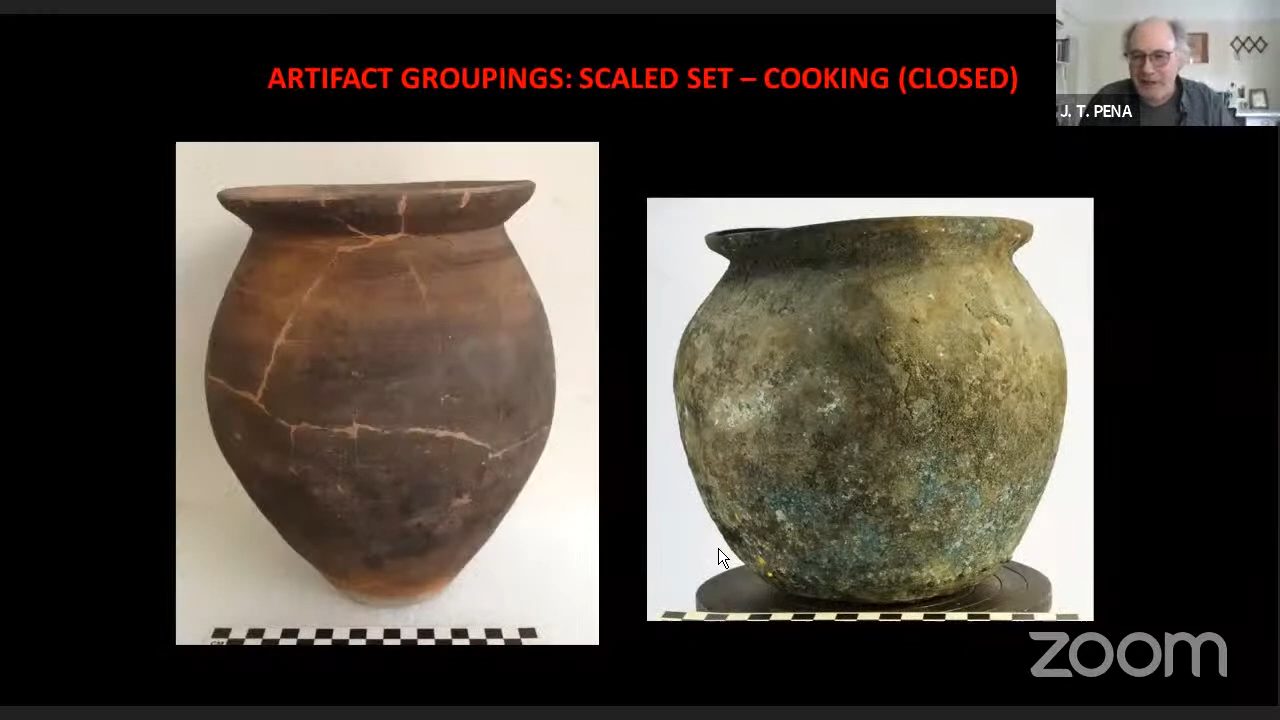 ARTIFACT GROUPINGS: SCALED SET – COOKING (CLOSED)
J. T. PENA
zoom